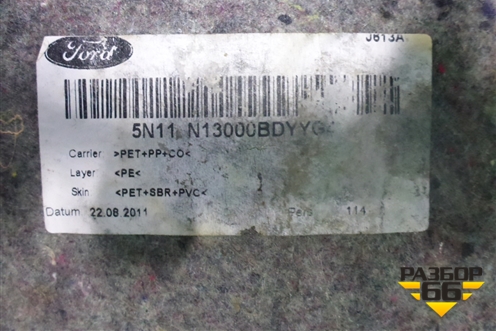 Ford
J613A
5N11 N13000BDYYG
Carrier >PET+PP+CO<
Layer <PE<
Skin <PET+SBR+PVC<
Datum 22.08.2011 Pers 114
РАЗБОР
66